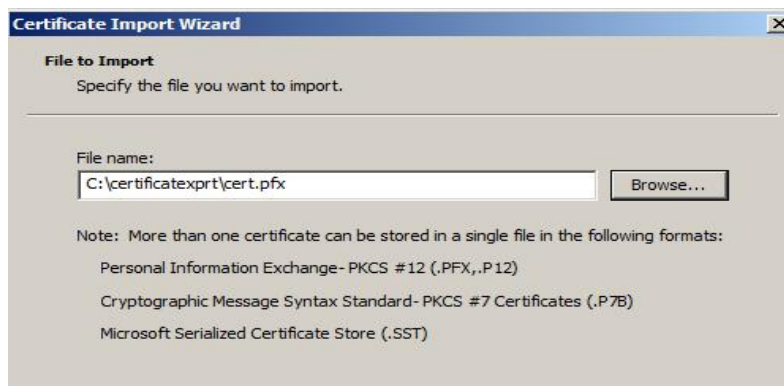 Certificate Import Wizard
File to Import
Specify the file you want to import.
File name:
C:\certificatexprt\cert.pfx
Browse...
Note: More than one certificate can be stored in a single file in the following formats:
Personal Information Exchange- PKCS #12 (.PFX,.P12)
Cryptographic Message Syntax Standard- PKCS #7 Certificates (.P7B)
Microsoft Serialized Certificate Store (.SST)